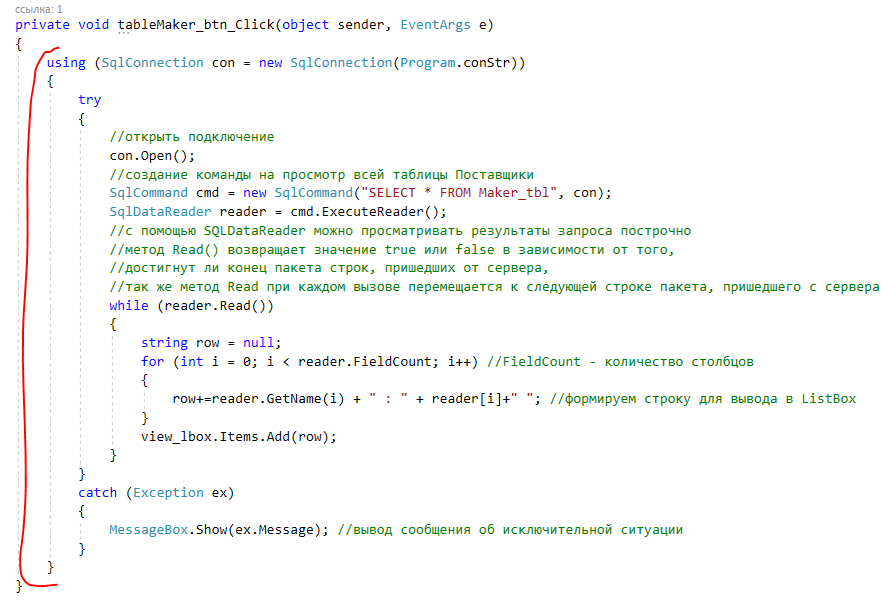 ссылка: 1
private void tableMaker_btn_Click(object sender, EventArgs e)
{
using (SqlConnection con = new SqlConnection(Program.conStr))
{
try
{
//открыть подключение
con.Open();
//создание команды на просмотр всей таблицы Поставщики
SqlCommand cmd = new SqlCommand("SELECT * FROM Maker_tbl", con);
SqlDataReader reader = cmd.ExecuteReader();
//с помощью SQLDataReader можно просматривать результаты запроса построчно
//метод Read() возвращает значение true или false в зависимости от того,
//достигнут ли конец пакета строк, пришедших от сервера,
//так же метод Read при каждом вызове перемещается к следующей строке пакета, пришедшего с сервера
while (reader.Read())
{
string row = null;
for (int i = 0; i < reader.FieldCount; i++) //FieldCount - количество столбцов
{
row+=reader.GetName(i) + " : " + reader[i]+" "; //формируем строку для вывода в ListBox
}
view_lbox.Items.Add(row);
}
}
catch (Exception ex)
{
MessageBox.Show(ex.Message); //вывод сообщения об исключительной ситуации
}
}
}